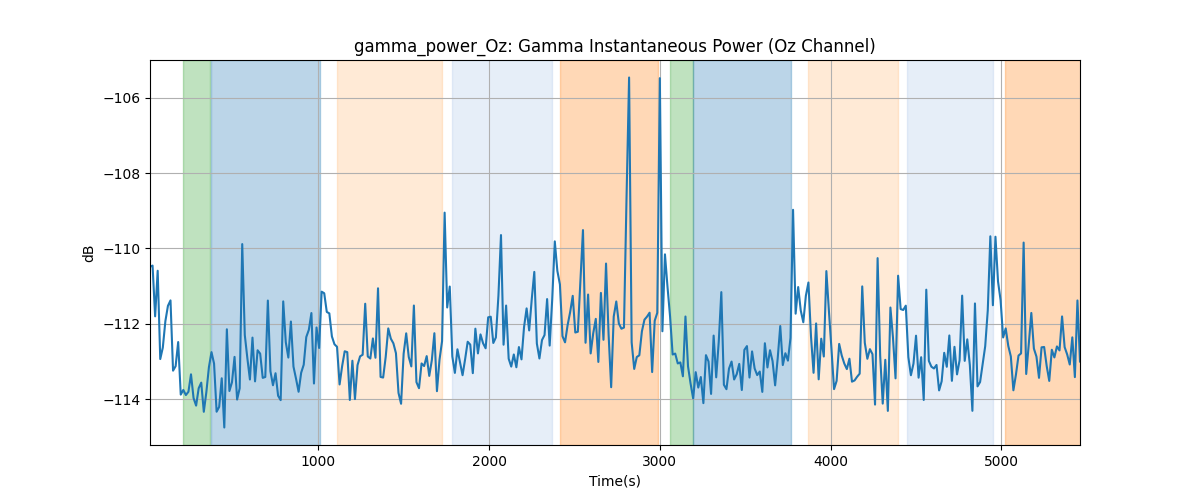 gamma_power_Oz: Gamma Instantaneous Power (Oz Channel)
−106
−108
−110
−112
−114
dB
1000 2000 3000 4000 5000
Time(s)